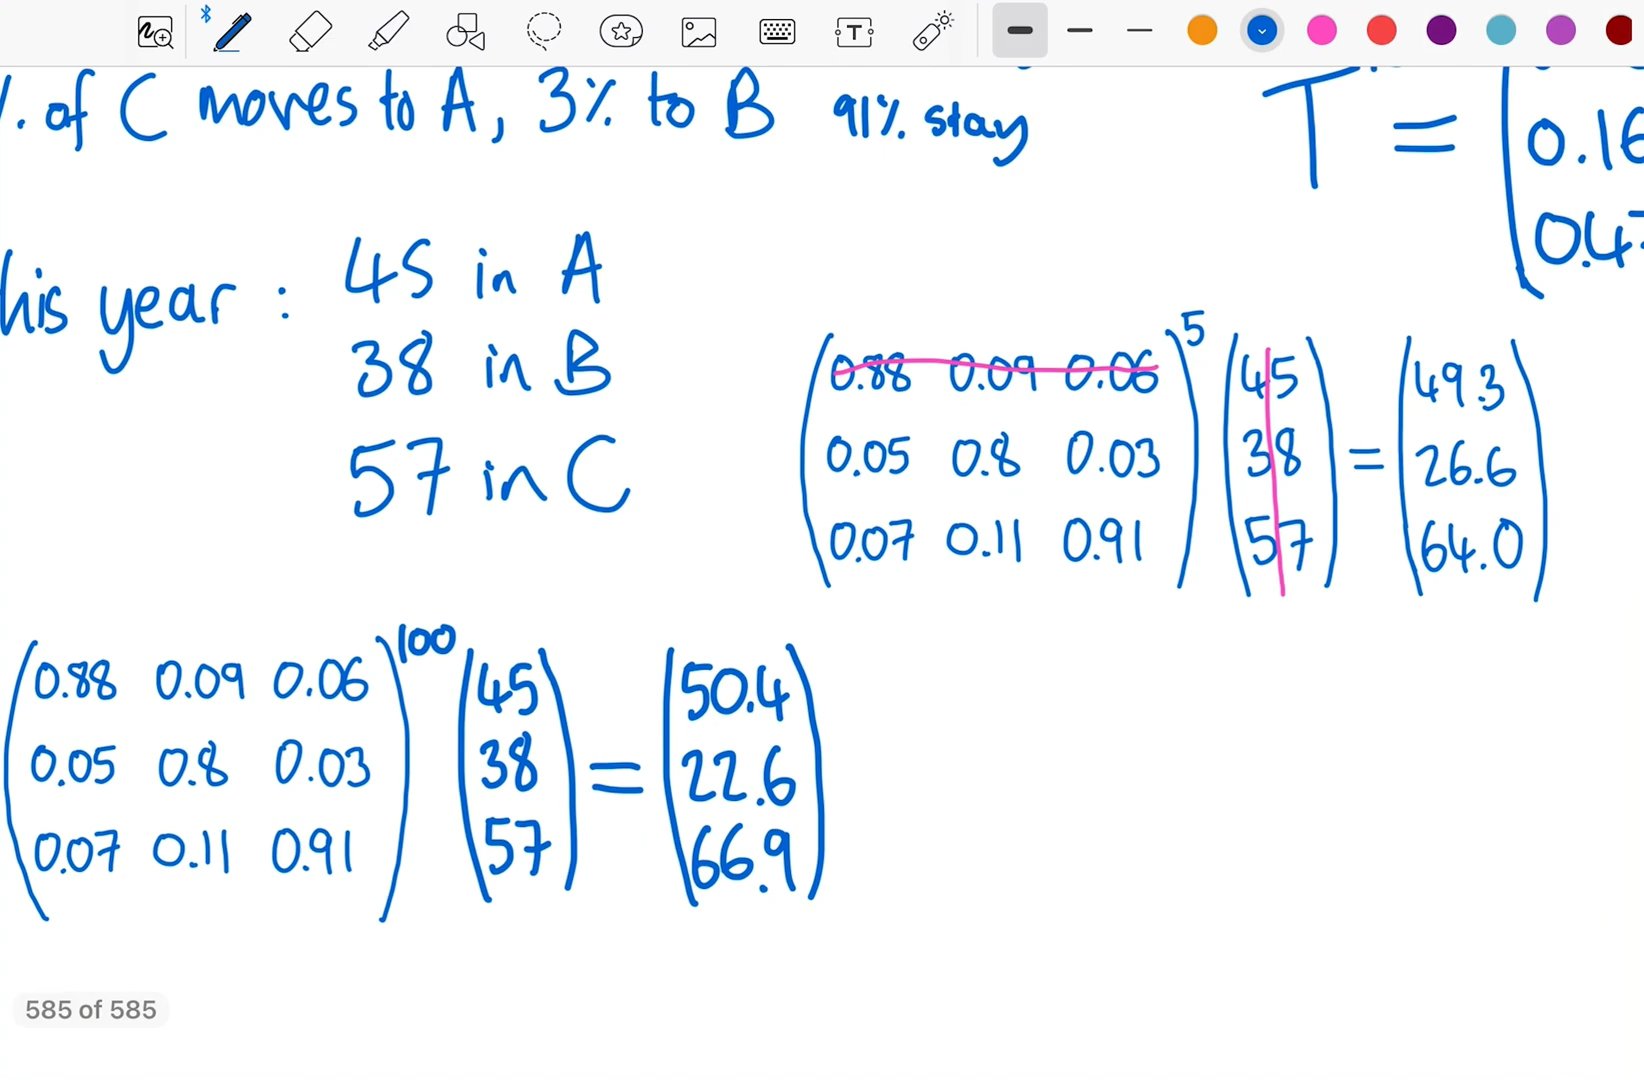 T
%. of C moves to A, 3% to B 91% stay
T = 0.16
0.47
his year : 45 in A
38 in B
57 in C
(0.88 0.09 0.06)^5 (45) = (49.3)
(0.05 0.8 0.03) (38) (26.6)
(0.07 0.11 0.91) (57) (64.0)
(0.88 0.09 0.06)^100 (45) = (50.4)
(0.05 0.8 0.03) (38) (22.6)
(0.07 0.11 0.91) (57) (66.9)
585 of 585